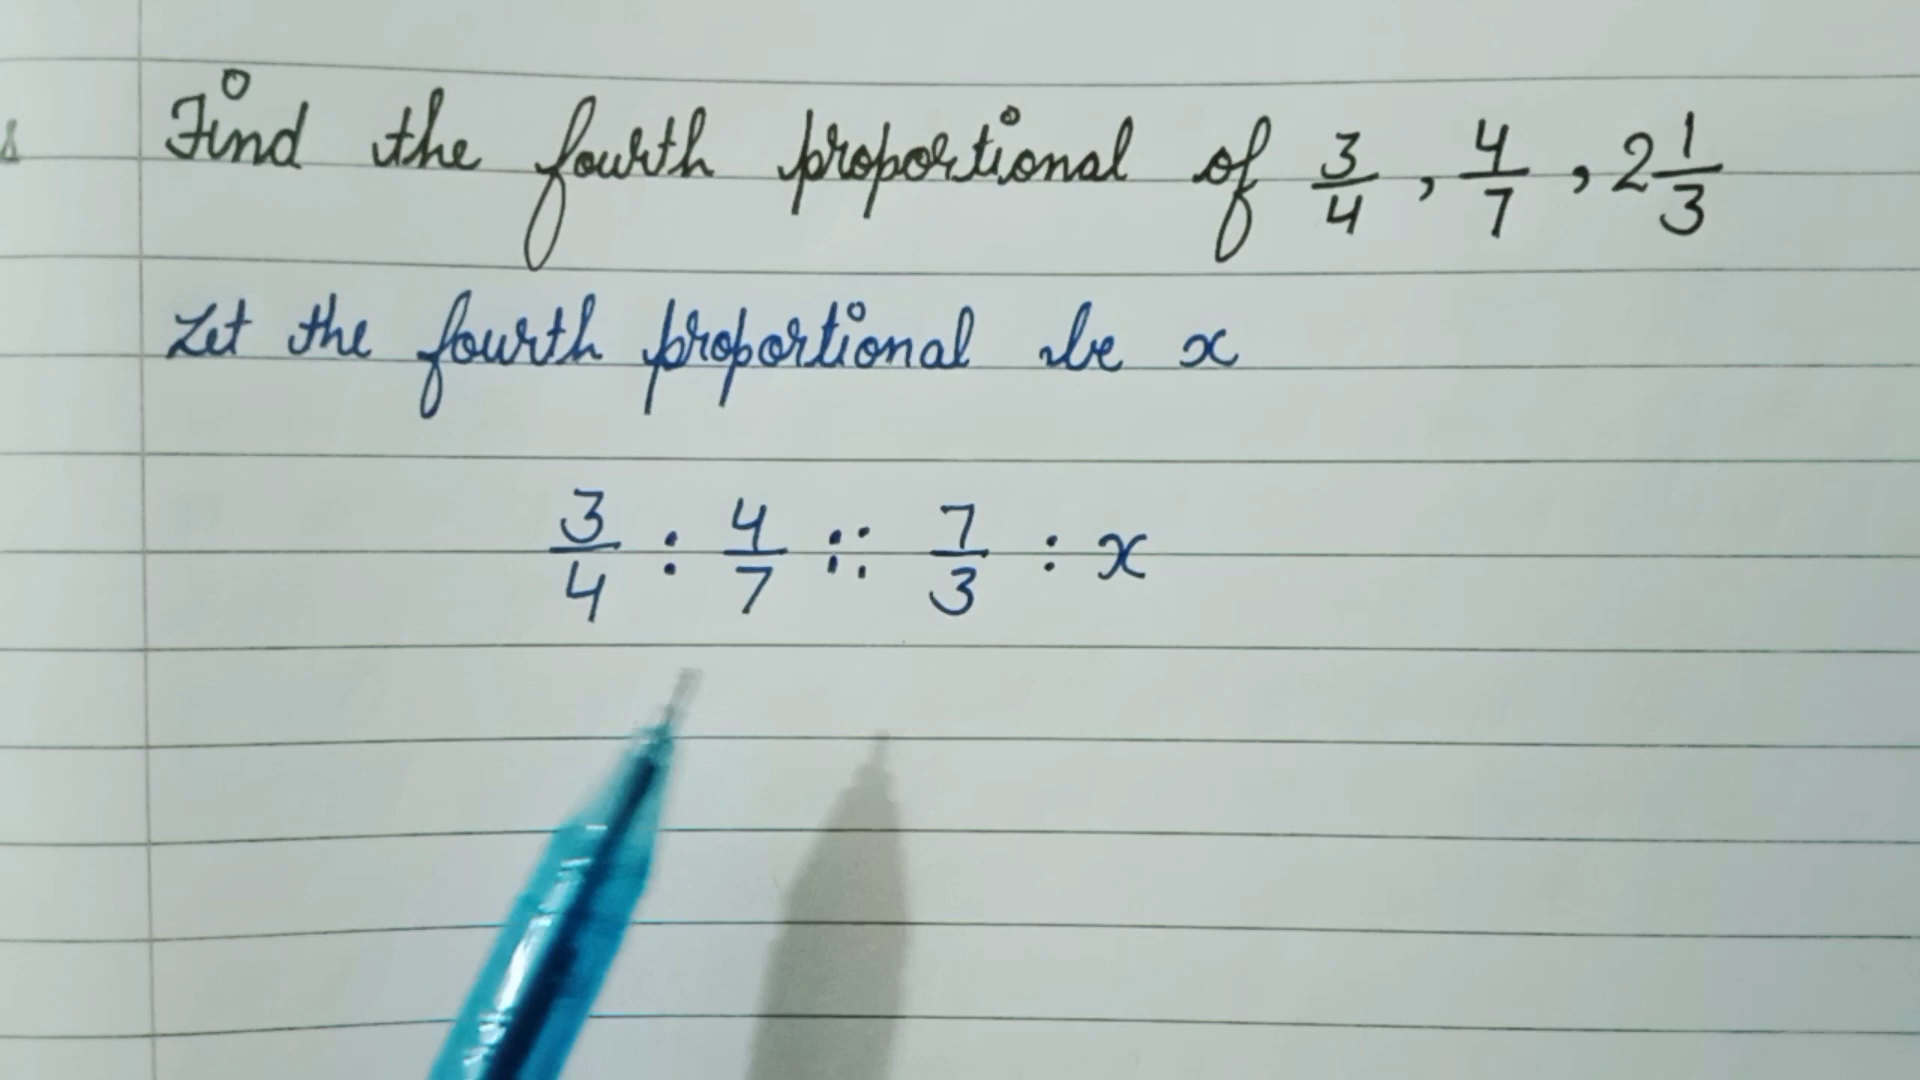 Find the fourth proportional of 3/4, 4/7, 2 1/3
Let the fourth proportional be x
3/4 : 4/7 :: 7/3 : x